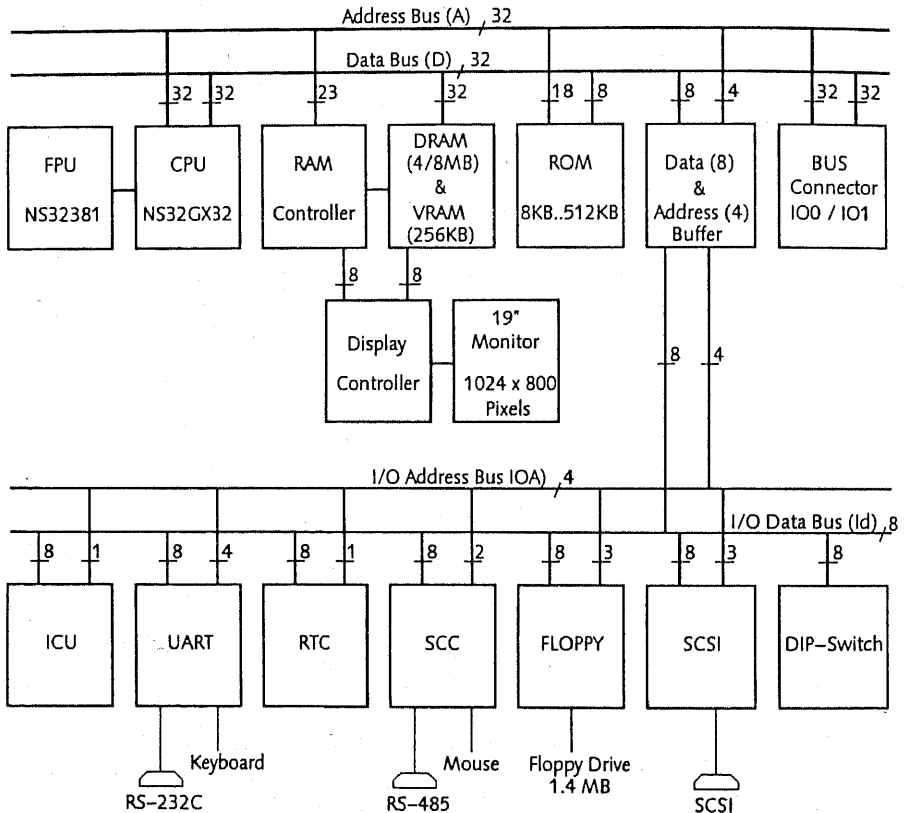 Address Bus (A) 32
Data Bus (D) 32
32 32 23 32 18 8 8 4 32 32
FPU
NS32381
CPU
NS32GX32
RAM
Controller
DRAM
(4/8MB)
&
VRAM
(256KB)
ROM
8KB..512KB
Data (8)
&
Address (4)
Buffer
BUS
Connector
IO0 / IO1
8 8
Display
Controller
19"
Monitor
1024 x 800
Pixels
8 4
I/O Address Bus IOA) 4
I/O Data Bus (Id) 8
8 1 8 4 8 1 8 2 8 3 8 3 8
ICU
UART
RTC
SCC
FLOPPY
SCSI
DIP–Switch
Keyboard
RS–232C
Mouse
RS–485
Floppy Drive
1.4 MB
SCSI